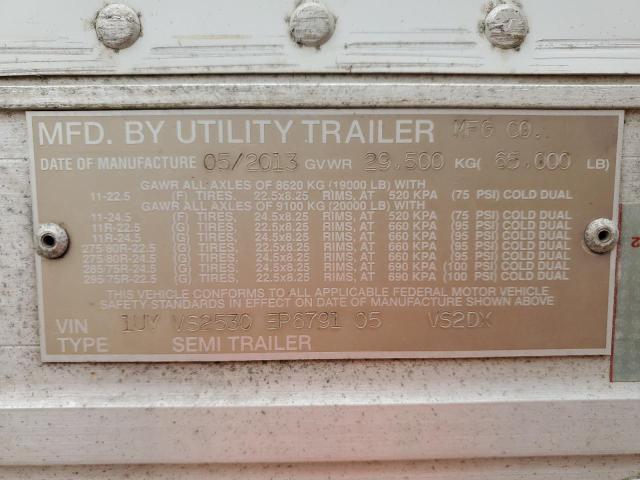 MFD. BY UTILITY TRAILER MFG CO.
DATE OF MANUFACTURE 05/2013 GVWR 29,500 KG( 65,000 LB)
GAWR ALL AXLES OF 8620 KG (19000 LB) WITH
11-22.5 (F) TIRES, 22.5x8.25 RIMS, AT 520 KPA (75 PSI) COLD DUAL
GAWR ALL AXLES OF 9100 KG (20000 LB) WITH
11-24.5 (F) TIRES, 24.5x8.25 RIMS, AT 520 KPA (75 PSI) COLD DUAL
11R-22.5 (G) TIRES, 22.5x8.25 RIMS, AT 660 KPA (95 PSI) COLD DUAL
11R-24.5 (G) TIRES, 24.5x8.25 RIMS, AT 660 KPA (95 PSI) COLD DUAL
275 80R-22.5 (G) TIRES, 22.5x8.25 RIMS, AT 660 KPA (95 PSI) COLD DUAL
275 80R-24.5 (G) TIRES, 24.5x8.25 RIMS, AT 660 KPA (95 PSI) COLD DUAL
285 75R-24.5 (G) TIRES, 24.5x8.25 RIMS, AT 690 KPA (100 PSI) COLD DUAL
295 75R-22.5 (G) TIRES, 22.5x8.25 RIMS, AT 690 KPA (100 PSI) COLD DUAL
THIS VEHICLE CONFORMS TO ALL APPLICABLE FEDERAL MOTOR VEHICLE
SAFETY STANDARDS IN EFFECT ON DATE OF MANUFACTURE SHOWN ABOVE
VIN 1UY VS2530 EP6791 05 VS2DX
TYPE SEMI TRAILER